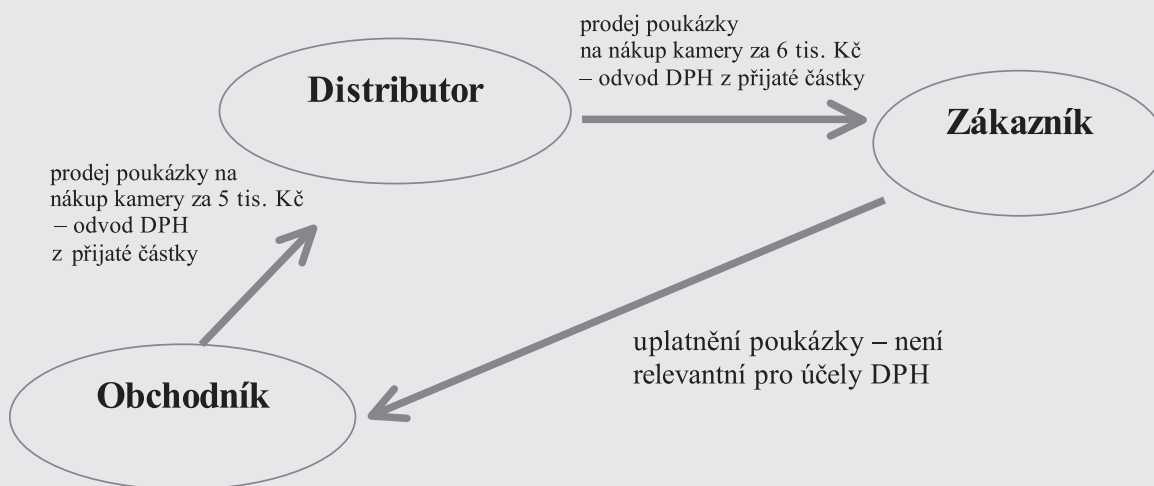 prodej poukázky
na nákup kamery za 6 tis. Kč
– odvod DPH z přijaté částky
Distributor
Zákazník
prodej poukázky na
nákup kamery za 5 tis. Kč
– odvod DPH
z přijaté částky
uplatnění poukázky – není
relevantní pro účely DPH
Obchodník